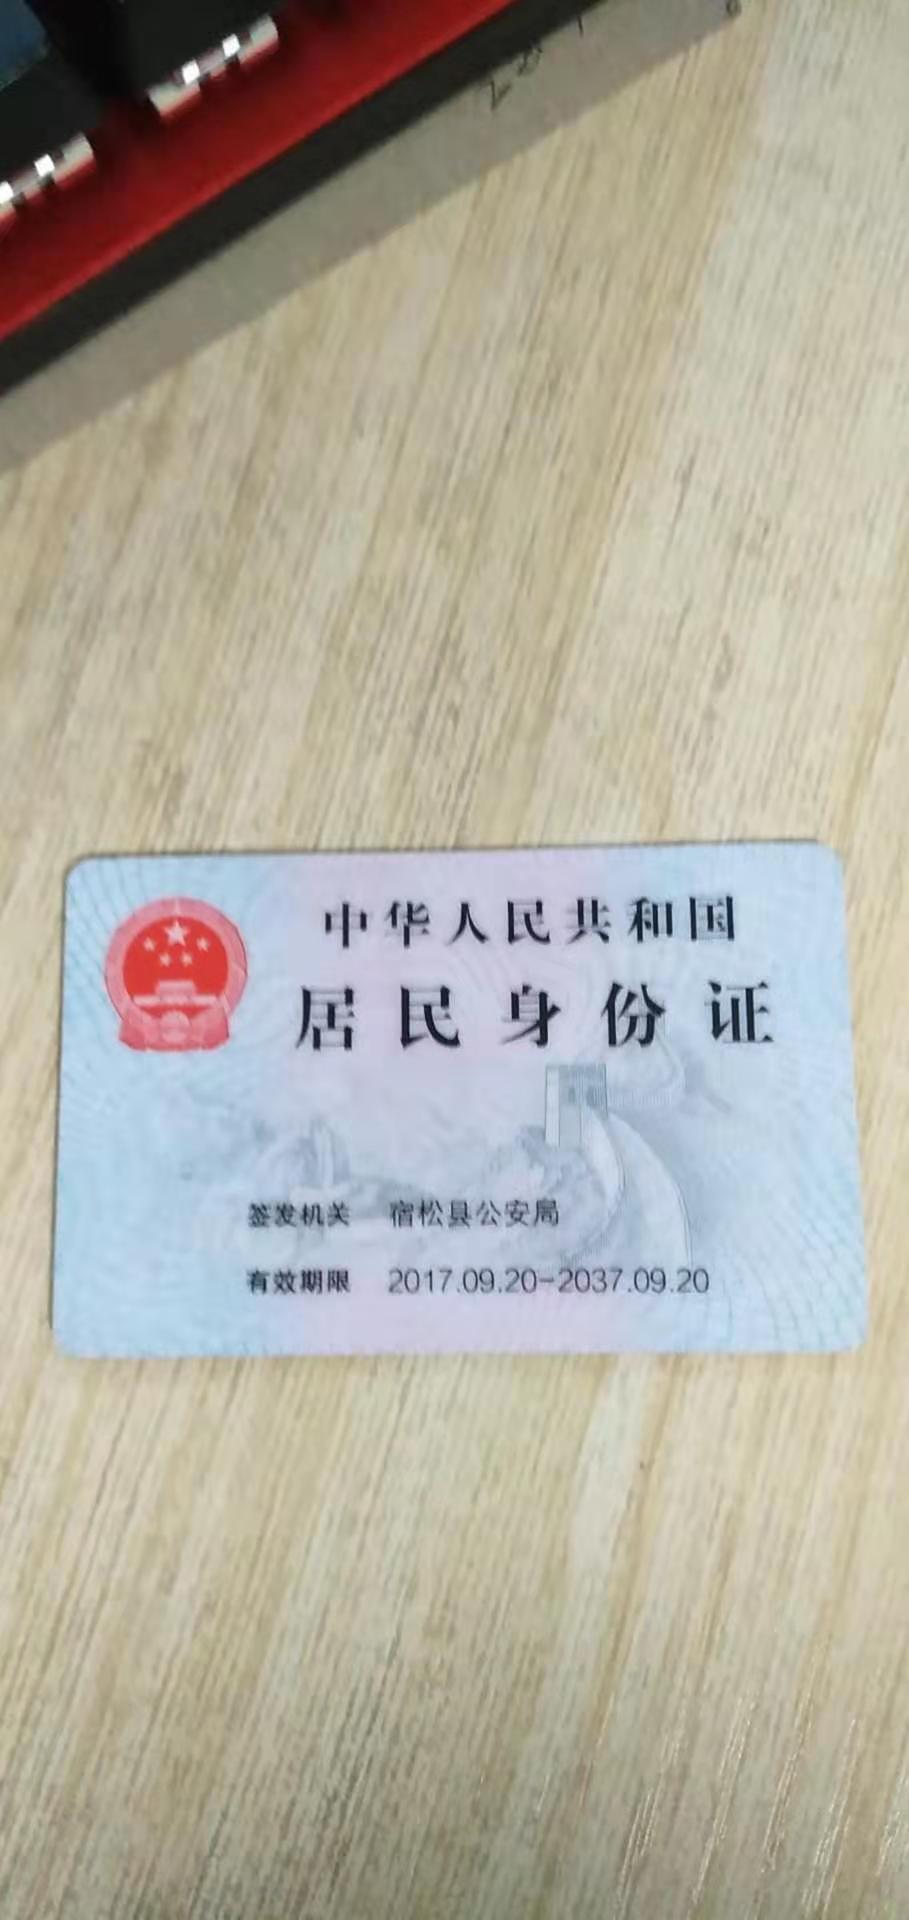 中华人民共和国
居民身份证
签发机关 宿松县公安局
有效期限 2017.09.20-2037.09.20